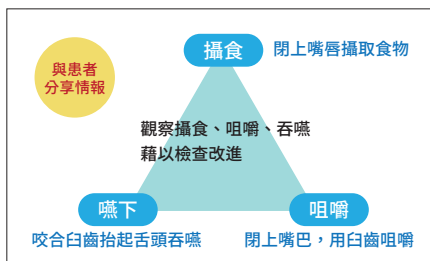 攝食
閉上嘴唇攝取食物
與患者
分享情報
觀察攝食、咀嚼、吞嚥
藉以檢查改進
嚥下
咀嚼
咬合臼齒抬起舌頭吞嚥
閉上嘴巴，用臼齒咀嚼